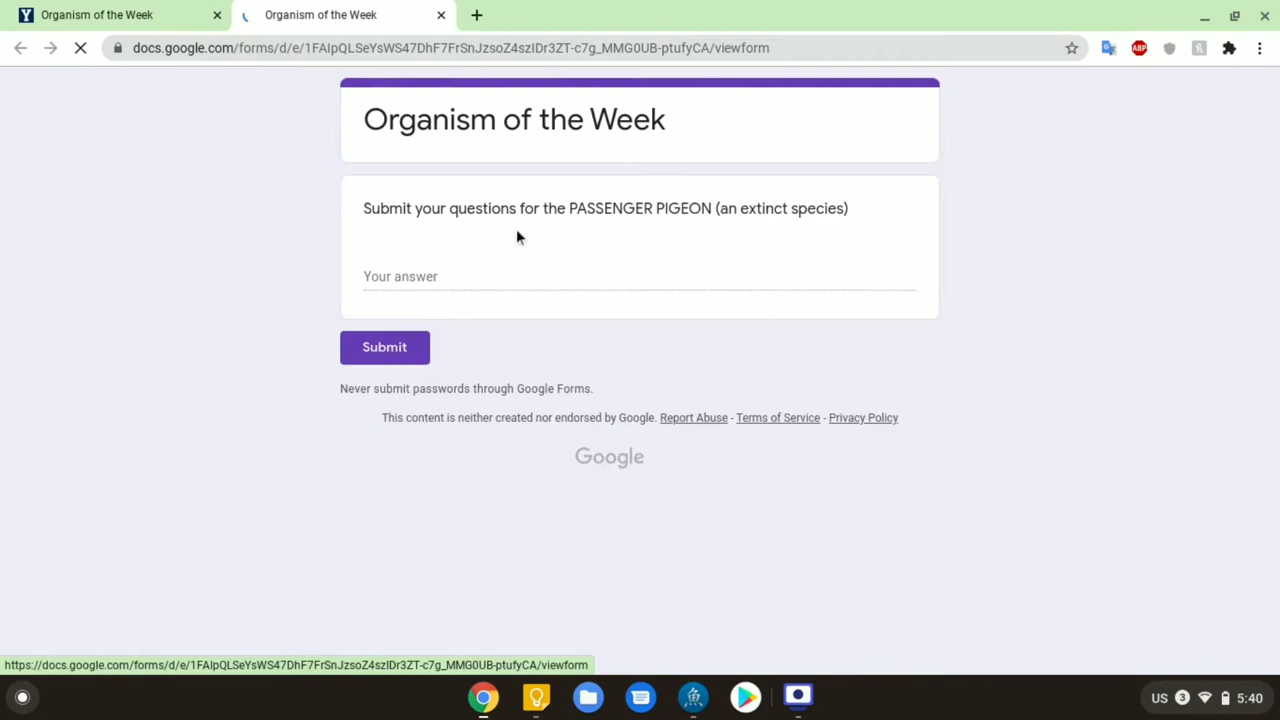 Organism of the Week
Organism of the Week
docs.google.com/forms/d/e/1FAIpQLSeYsWS47DhF7FrSnJzsoZ4szIDr3ZT-c7g_MMG0UB-ptufyCA/viewform
ABP
Organism of the Week
Submit your questions for the PASSENGER PIGEON (an extinct species)
Your answer
Submit
Never submit passwords through Google Forms.
This content is neither created nor endorsed by Google. Report Abuse - Terms of Service - Privacy Policy
Google
https://docs.google.com/forms/d/e/1FAIpQLSeYsWS47DhF7FrSnJzsoZ4szIDr3ZT-c7g_MMG0UB-ptufyCA/viewform
魚
US 3 5:40